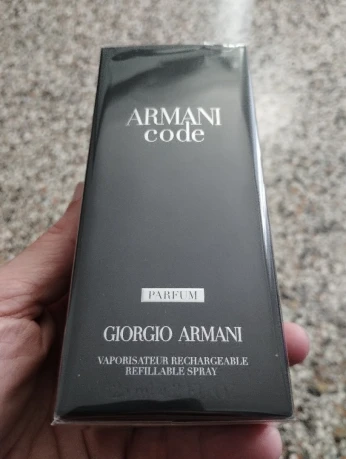 ARMANI
code
PARFUM
GIORGIO ARMANI
VAPORISATEUR RECHARGEABLE
REFILLABLE SPRAY